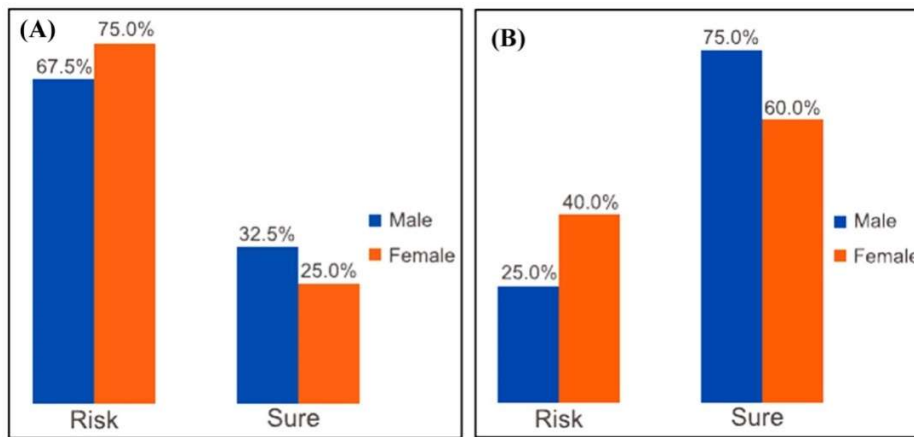 (A)
75.0%
67.5%
32.5%
25.0%
Male
Female
Risk
Sure
(B)
75.0%
60.0%
40.0%
25.0%
Male
Female
Risk
Sure